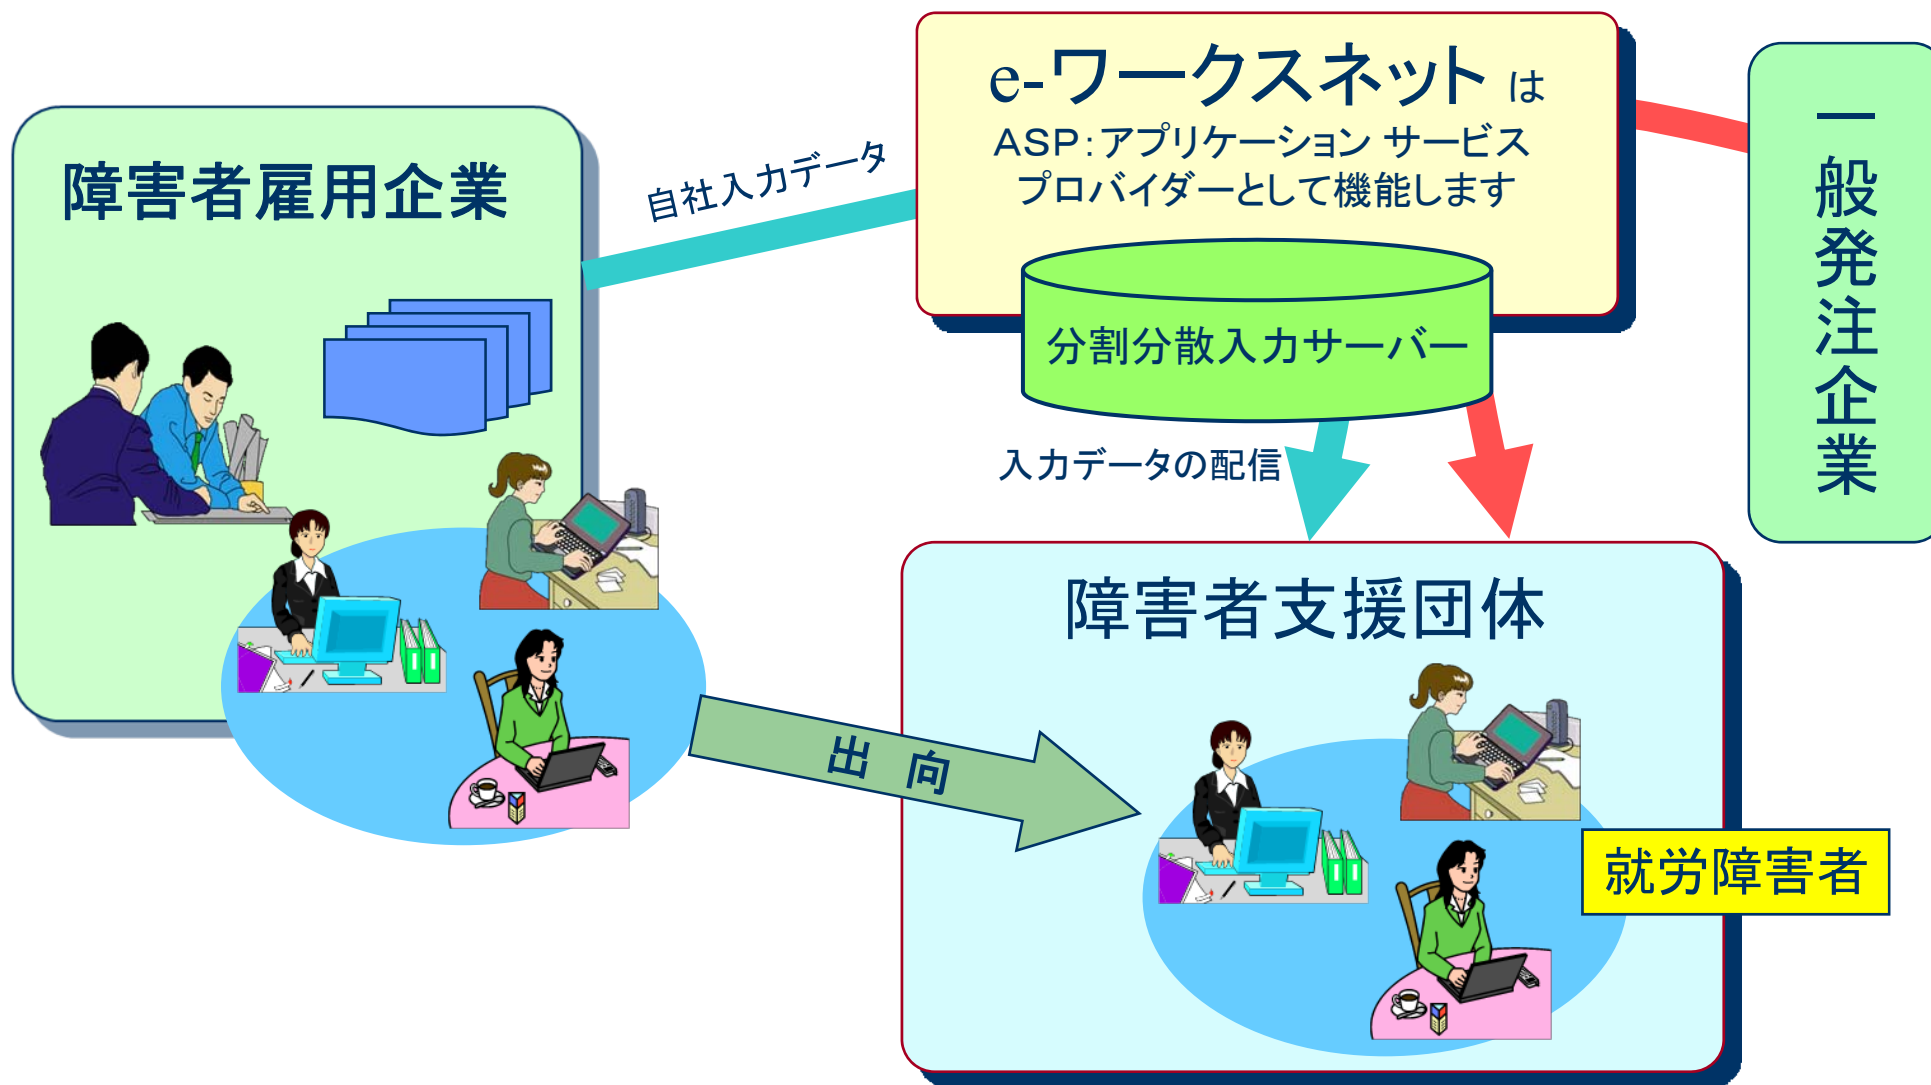 障害者雇用企業
自社入力データ
e-ワークスネット は
ASP:アプリケーション サービス
プロバイダーとして機能します
分割分散入力サーバー
一般発注企業
入力データの配信
障害者支援団体
出 向
就労障害者